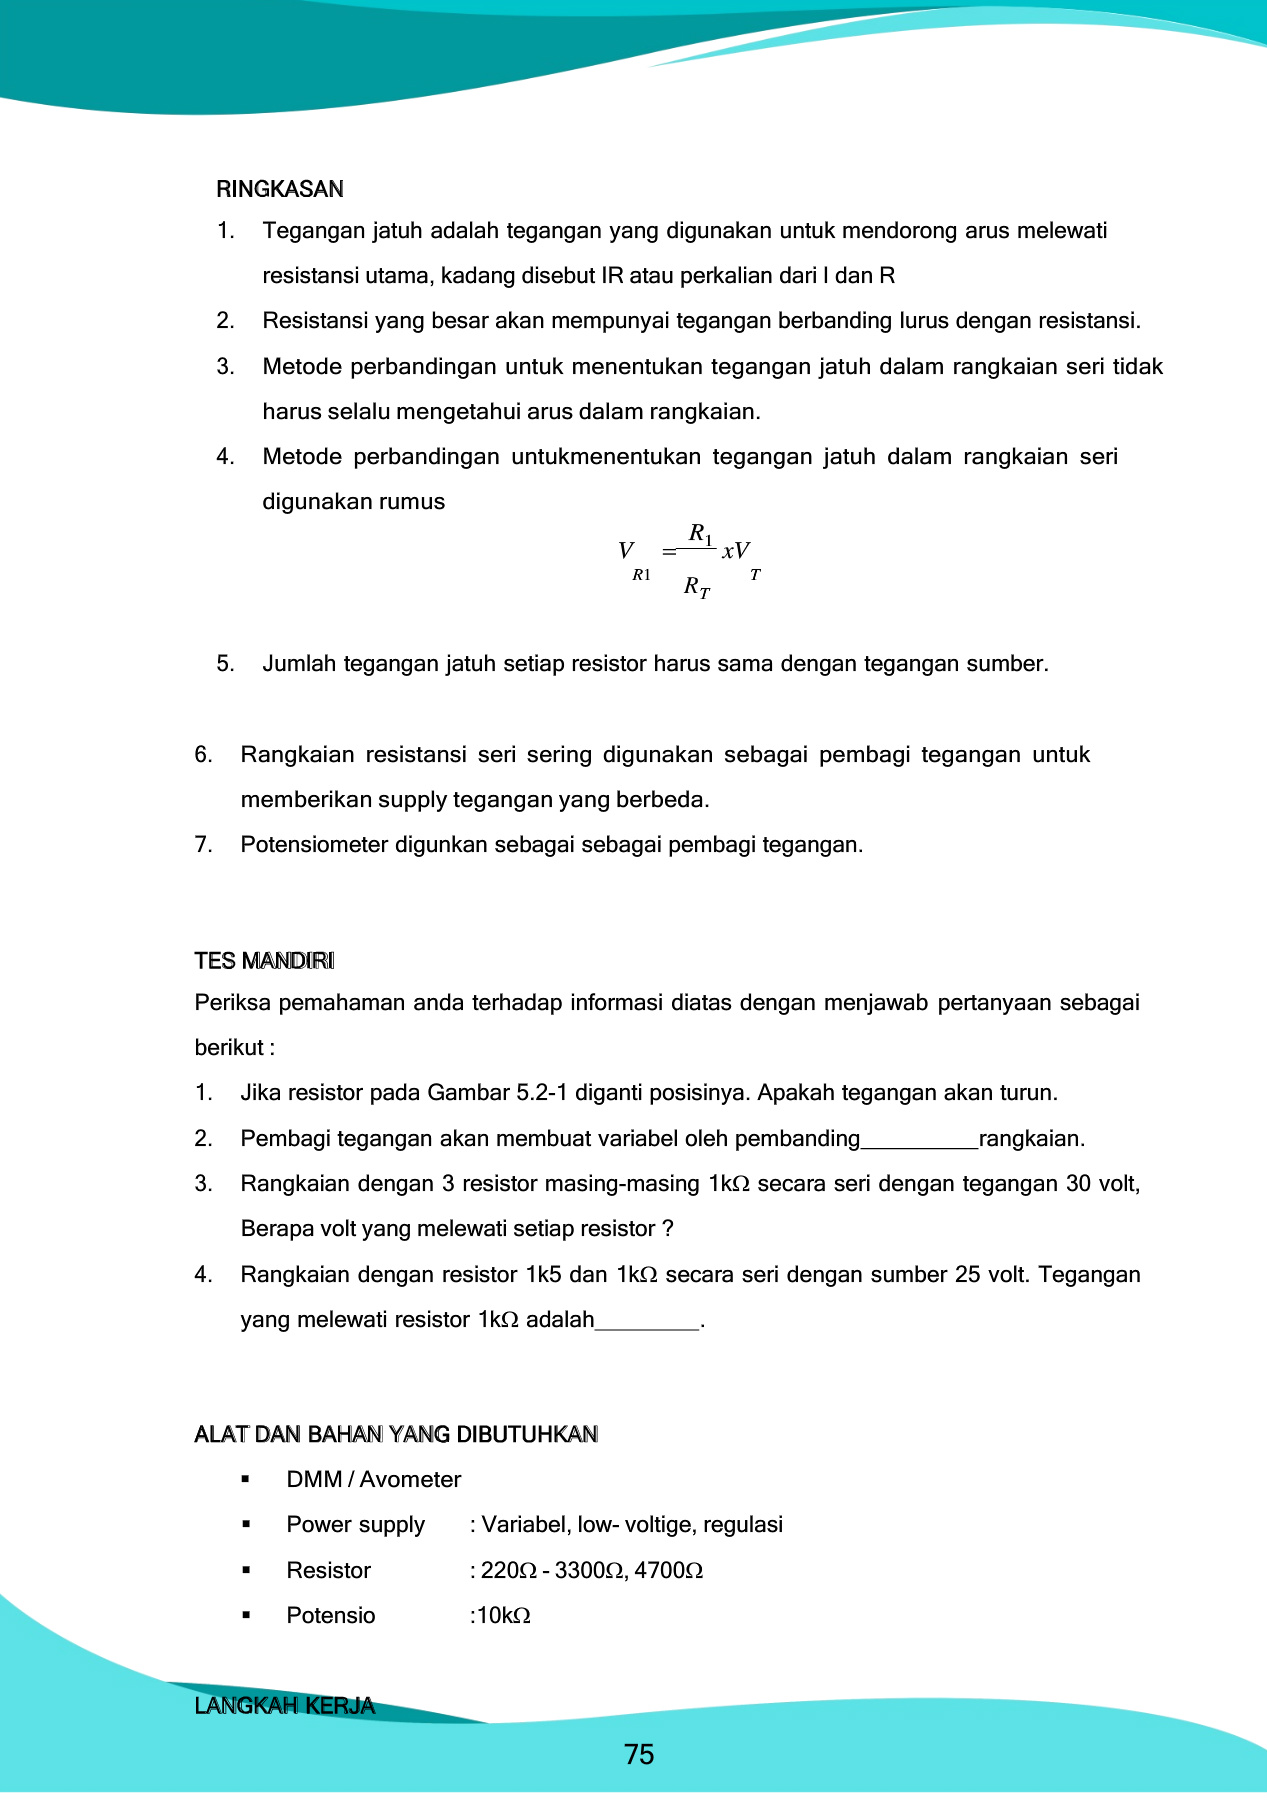 RINGKASAN
1. Tegangan jatuh adalah tegangan yang digunakan untuk mendorong arus melewati
resistansi utama, kadang disebut IR atau perkalian dari I dan R
2. Resistansi yang besar akan mempunyai tegangan berbanding lurus dengan resistansi.
3. Metode perbandingan untuk menentukan tegangan jatuh dalam rangkaian seri tidak
harus selalu mengetahui arus dalam rangkaian.
4. Metode perbandingan untukmenentukan tegangan jatuh dalam rangkaian seri
digunakan rumus
V_R1 = R_1 / R_T xV_T
5. Jumlah tegangan jatuh setiap resistor harus sama dengan tegangan sumber.
6. Rangkaian resistansi seri sering digunakan sebagai pembagi tegangan untuk
memberikan supply tegangan yang berbeda.
7. Potensiometer digunkan sebagai sebagai pembagi tegangan.
TES MANDIRI
Periksa pemahaman anda terhadap informasi diatas dengan menjawab pertanyaan sebagai
berikut :
1. Jika resistor pada Gambar 5.2-1 diganti posisinya. Apakah tegangan akan turun.
2. Pembagi tegangan akan membuat variabel oleh pembanding_________rangkaian.
3. Rangkaian dengan 3 resistor masing-masing 1kΩ secara seri dengan tegangan 30 volt,
Berapa volt yang melewati setiap resistor ?
4. Rangkaian dengan resistor 1k5 dan 1kΩ secara seri dengan sumber 25 volt. Tegangan
yang melewati resistor 1kΩ adalah________.
ALAT DAN BAHAN YANG DIBUTUHKAN
▪ DMM / Avometer
▪ Power supply : Variabel, low- voltige, regulasi
▪ Resistor : 220Ω - 3300Ω, 4700Ω
▪ Potensio :10kΩ
LANGKAH KERJA
75